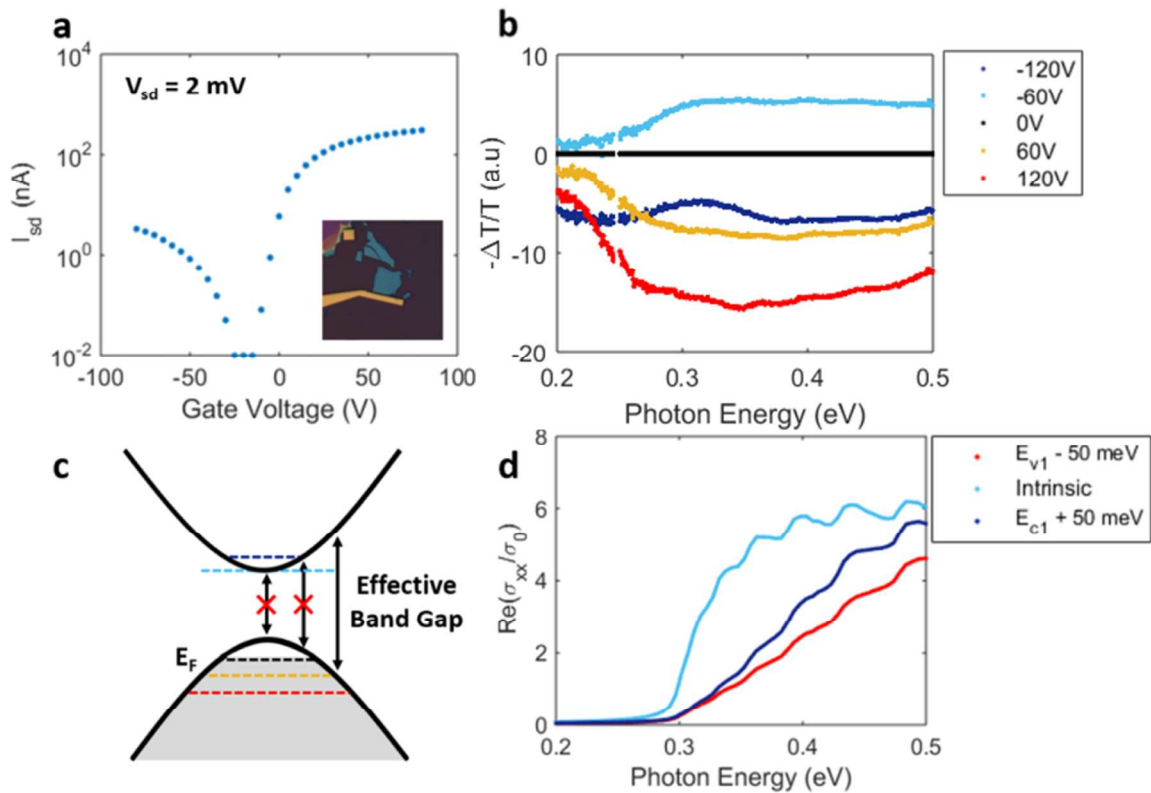 a
V_sd = 2 mV
10^4
10^2
10^0
10^-2
I_sd (nA)
-100
-50
0
50
100
Gate Voltage (V)
b
10
0
-10
-20
-ΔT/T (a.u)
0.2
0.3
0.4
0.5
Photon Energy (eV)
-120V
-60V
0V
60V
120V
c
E_F
Effective
Band Gap
d
8
6
4
2
0
Re(σ_xx/σ_0)
0.2
0.3
0.4
0.5
Photon Energy (eV)
E_v1 - 50 meV
Intrinsic
E_c1 + 50 meV